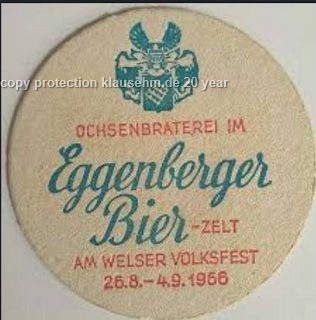 copy protection klausehm.de 20 year
OCHSENBRATEREI IM
Eggenberger
Bier-ZELT
AM WELSER VOLKSFEST
26.8.-4.9.1966